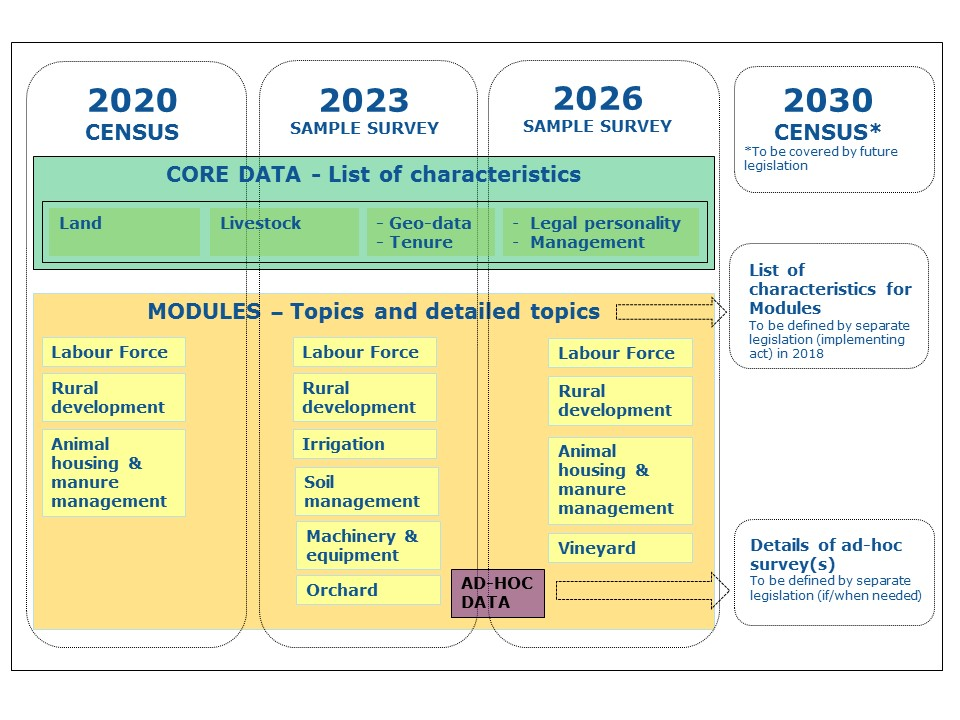 2020
CENSUS
2023
SAMPLE SURVEY
2026
SAMPLE SURVEY
2030
CENSUS*
*To be covered by future
legislation
CORE DATA - List of characteristics
Land
Livestock
- Geo-data
- Tenure
- Legal personality
- Management
MODULES – Topics and detailed topics
List of
characteristics for
Modules
To be defined by separate
legislation (implementing
act) in 2018
Labour Force
Rural
development
Animal
housing &
manure
management
Labour Force
Rural
development
Irrigation
Soil
management
Machinery &
equipment
Orchard
Labour Force
Rural
development
Animal
housing &
manure
management
Vineyard
AD-HOC
DATA
Details of ad-hoc
survey(s)
To be defined by separate
legislation (if/when needed)